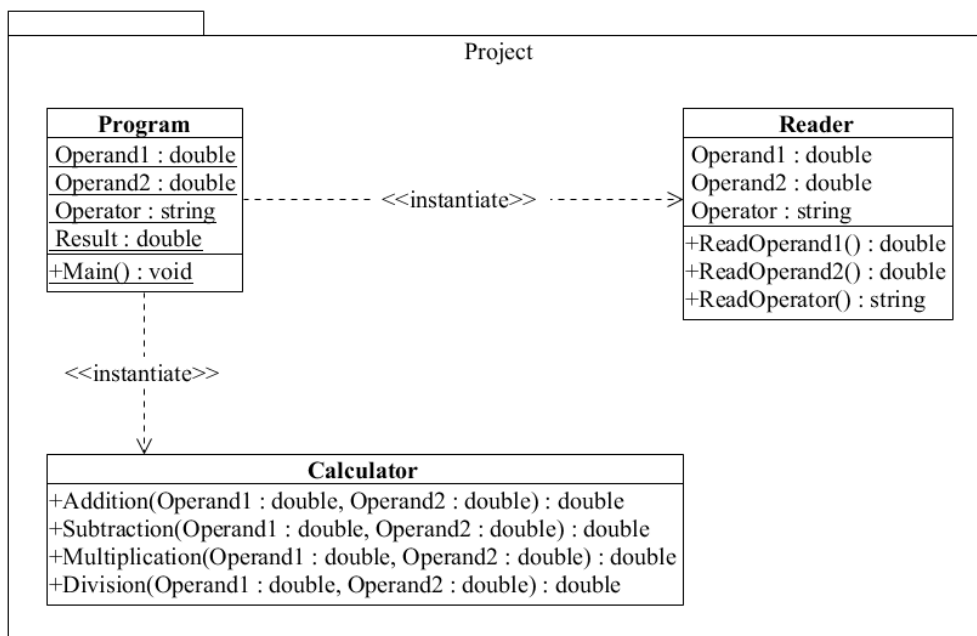 Project
Program
Operand1 : double
Operand2 : double
Operator : string
Result : double
+Main() : void
<<instantiate>>
Reader
Operand1 : double
Operand2 : double
Operator : string
+ReadOperand1() : double
+ReadOperand2() : double
+ReadOperator() : string
<<instantiate>>
Calculator
+Addition(Operand1 : double, Operand2 : double) : double
+Subtraction(Operand1 : double, Operand2 : double) : double
+Multiplication(Operand1 : double, Operand2 : double) : double
+Division(Operand1 : double, Operand2 : double) : double